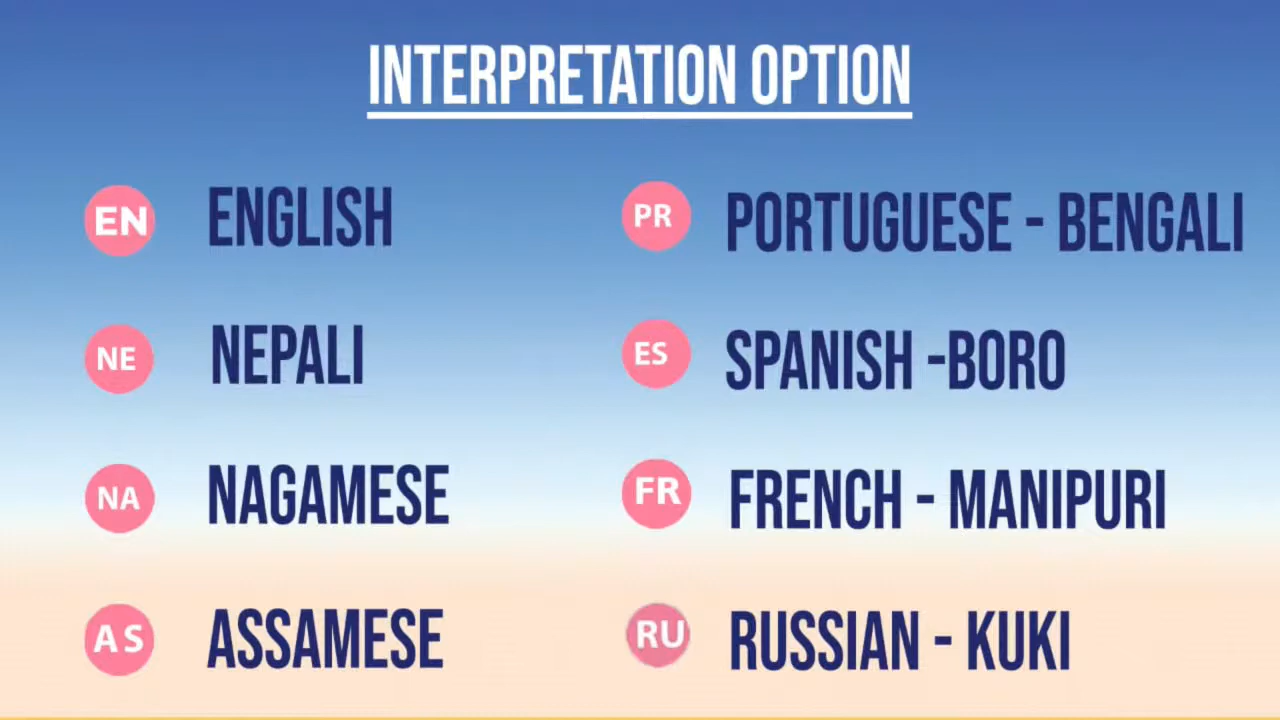 INTERPRETATION OPTION
EN ENGLISH
NE NEPALI
NA NAGAMESE
AS ASSAMESE
PR PORTUGUESE - BENGALI
ES SPANISH -BORO
FR FRENCH - MANIPURI
RU RUSSIAN - KUKI